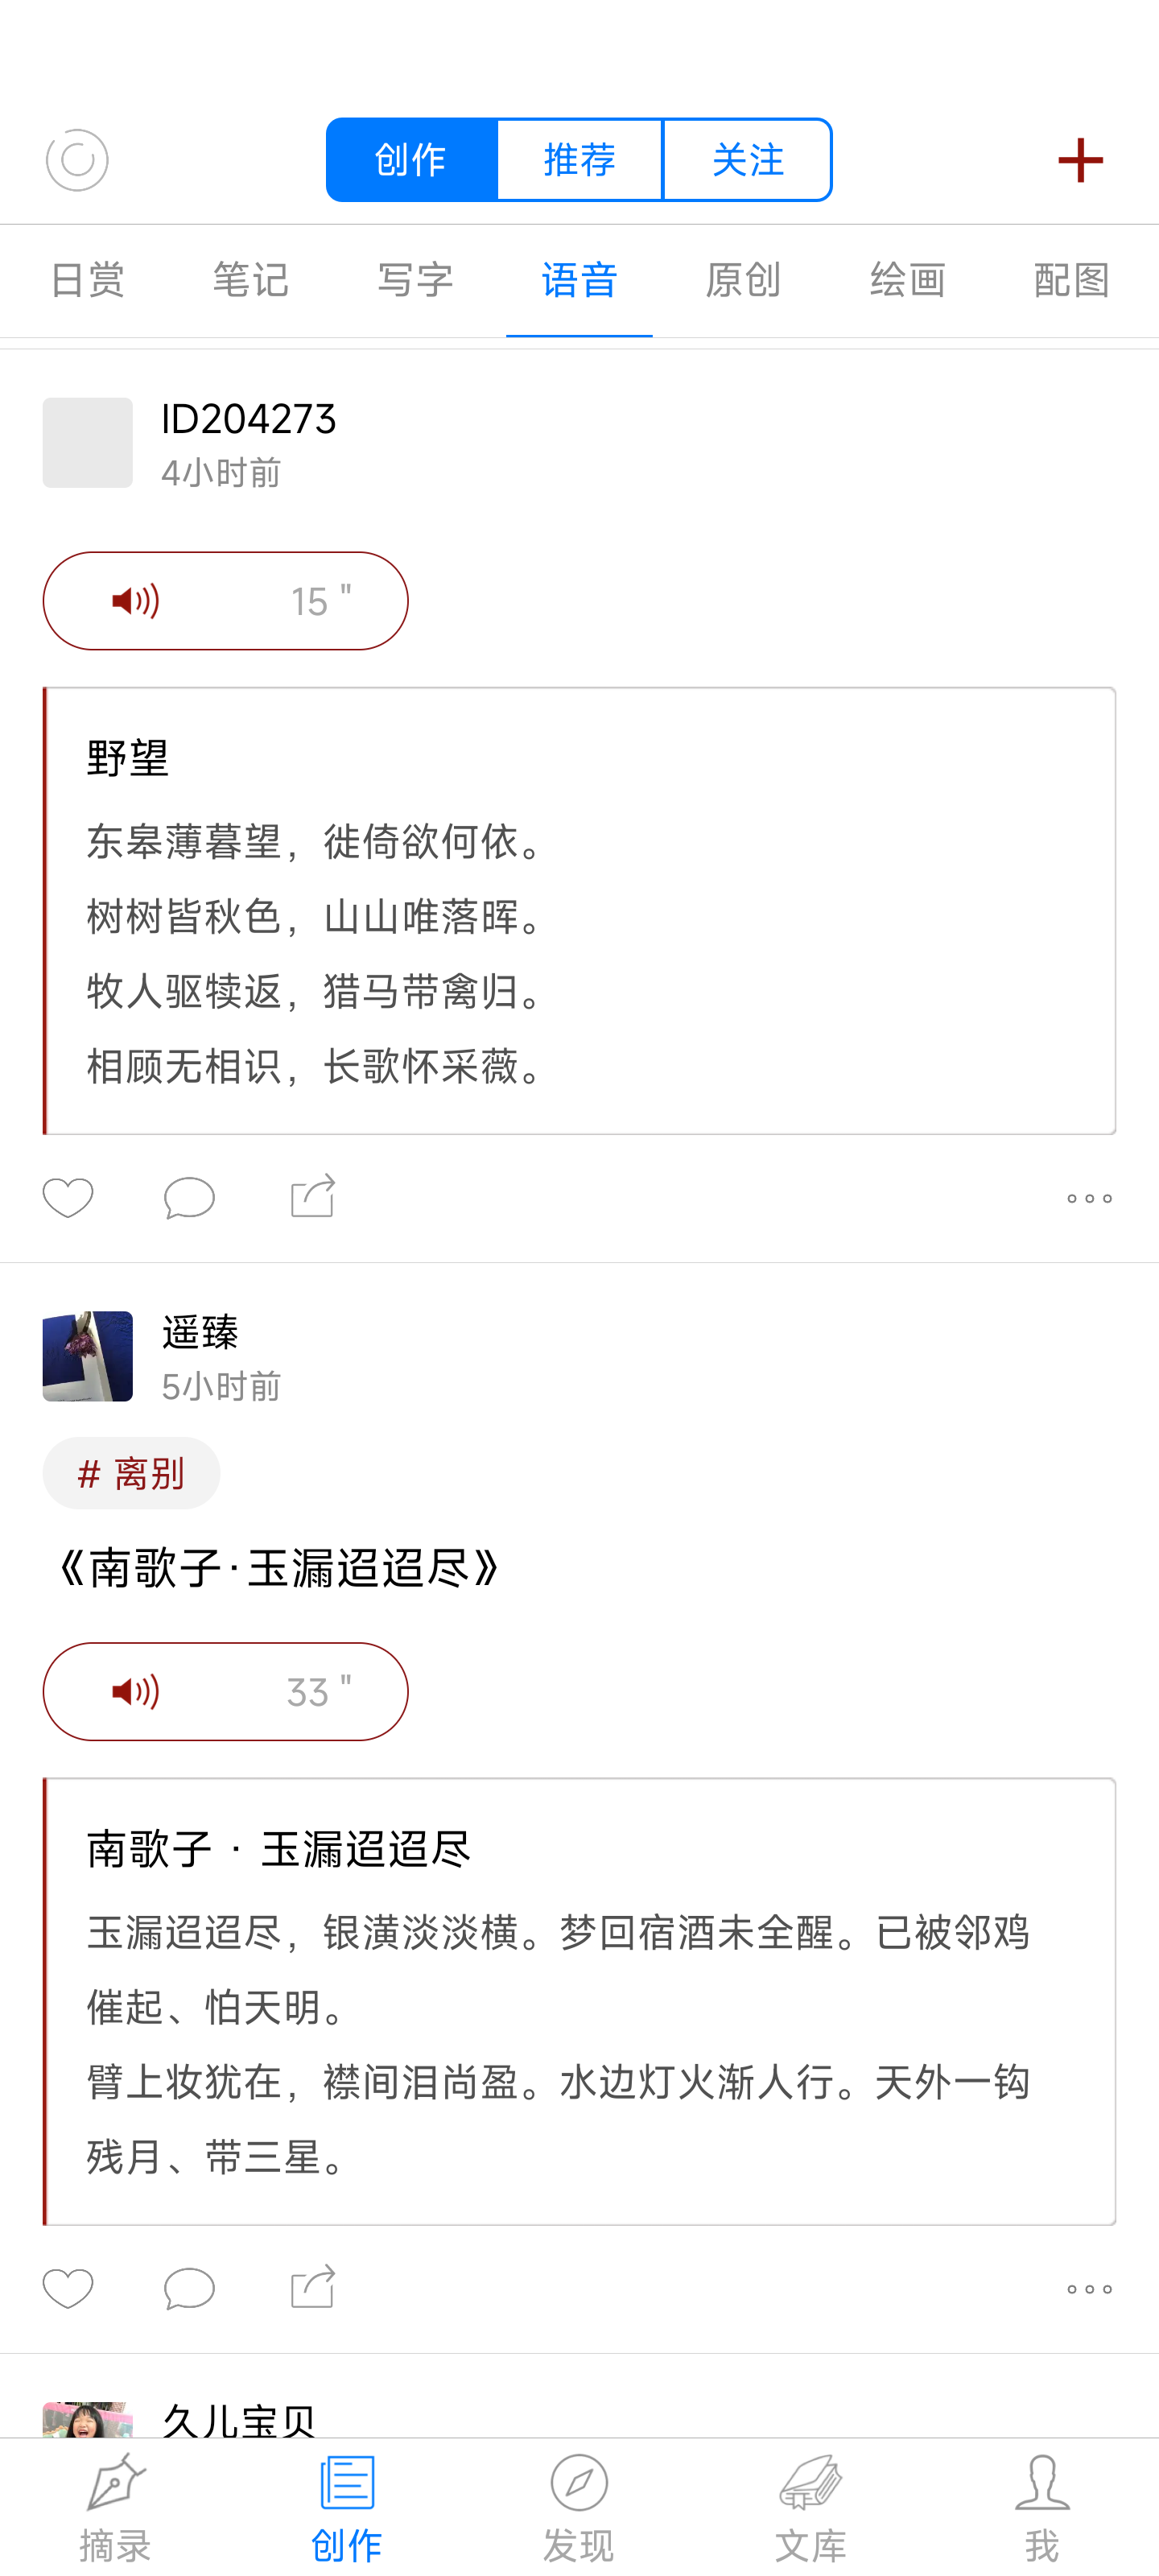 创作 推荐 关注
日赏 笔记 写字 语音 原创 绘画 配图
ID204273
4小时前
15 "
野望
东皋薄暮望，徙倚欲何依。
树树皆秋色，山山唯落晖。
牧人驱犊返，猎马带禽归。
相顾无相识，长歌怀采薇。
遥臻
5小时前
# 离别
《南歌子·玉漏迢迢尽》
33 "
南歌子 · 玉漏迢迢尽
玉漏迢迢尽，银潢淡淡横。梦回宿酒未全醒。已被邻鸡
催起、怕天明。
臂上妆犹在，襟间泪尚盈。水边灯火渐人行。天外一钩
残月、带三星。
久儿宝贝
摘录 创作 发现 文库 我